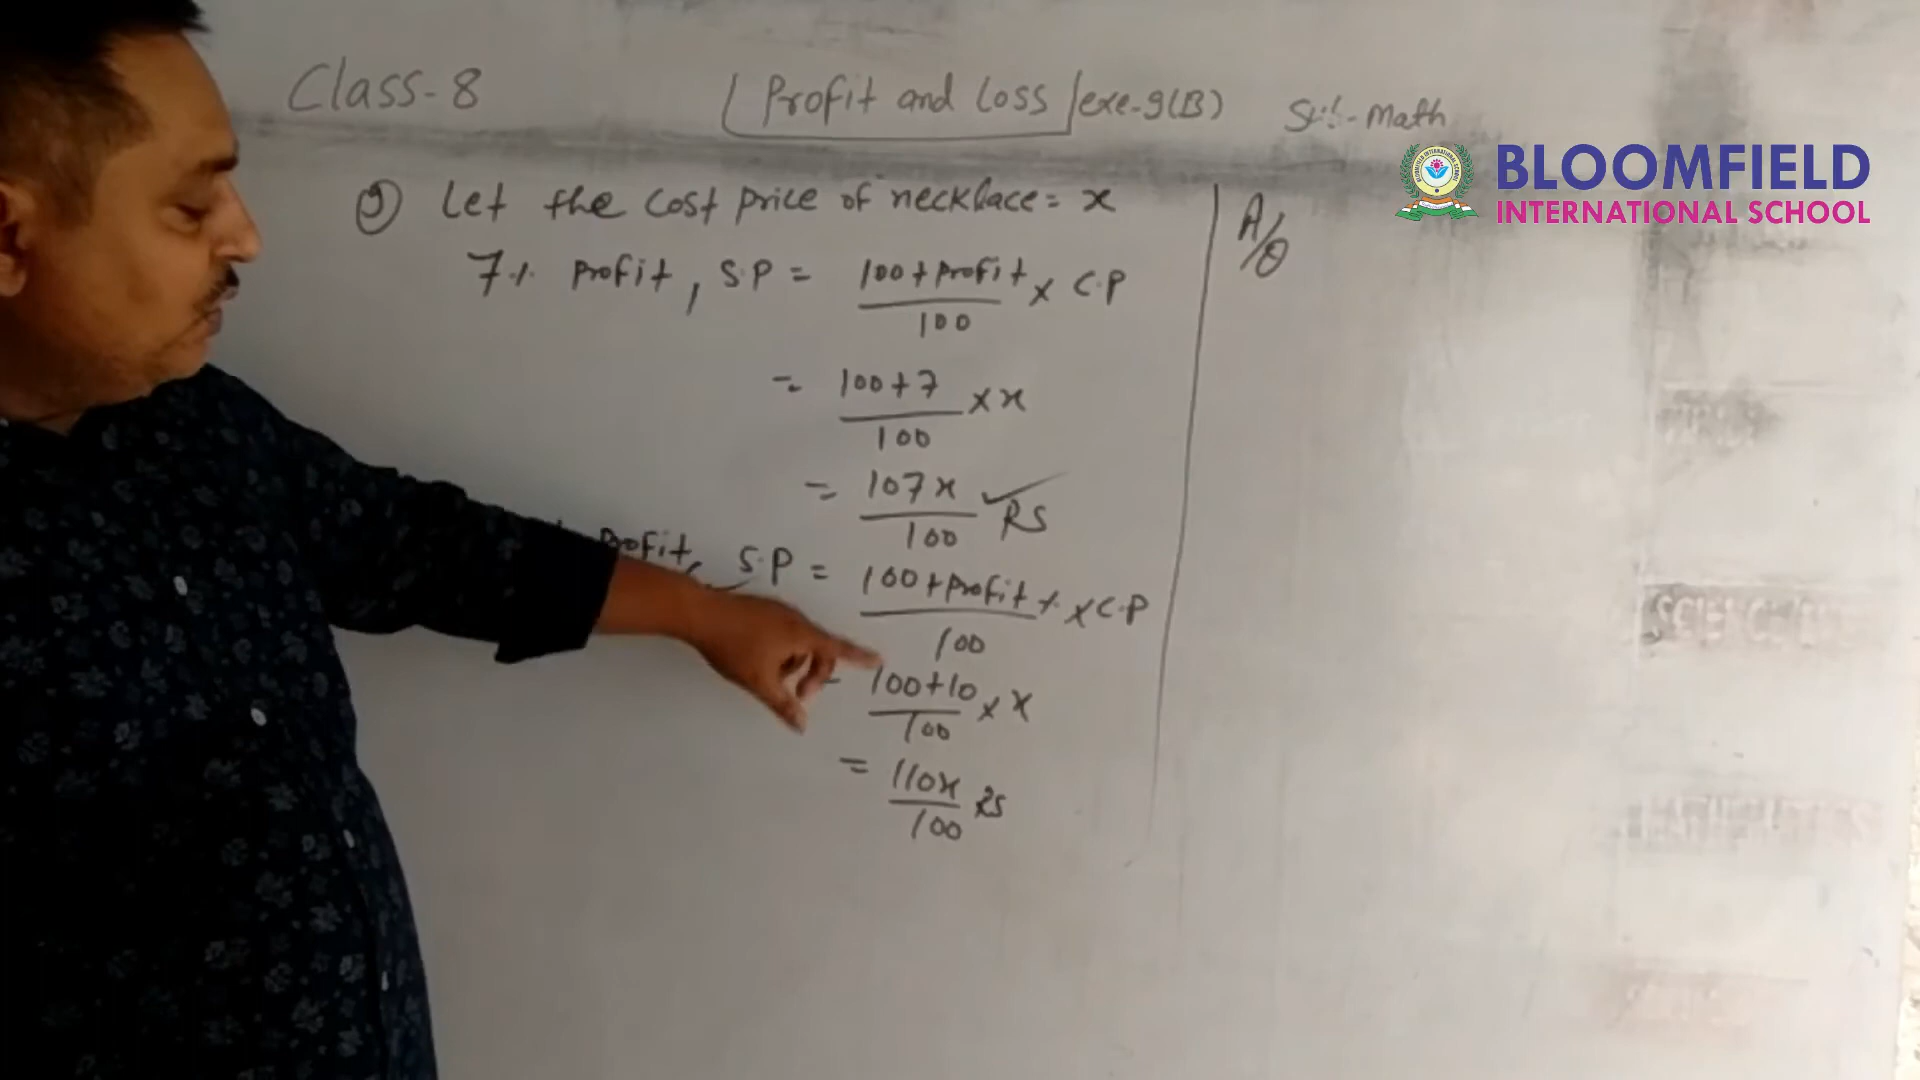 Class-8
Profit and Loss exe-9(B)
Sub- Math
BLOOMFIELD
INTERNATIONAL SCHOOL
9) Let the cost price of necklace = x
7% profit, S.P = 100+profit/100 x C.P
= 100+7/100 x x
= 107x/100 ✓ RS
Profit, S.P = 100+profit%/100 x C.P
= 100+10/100 x x
= 110x/100 RS
A/Q